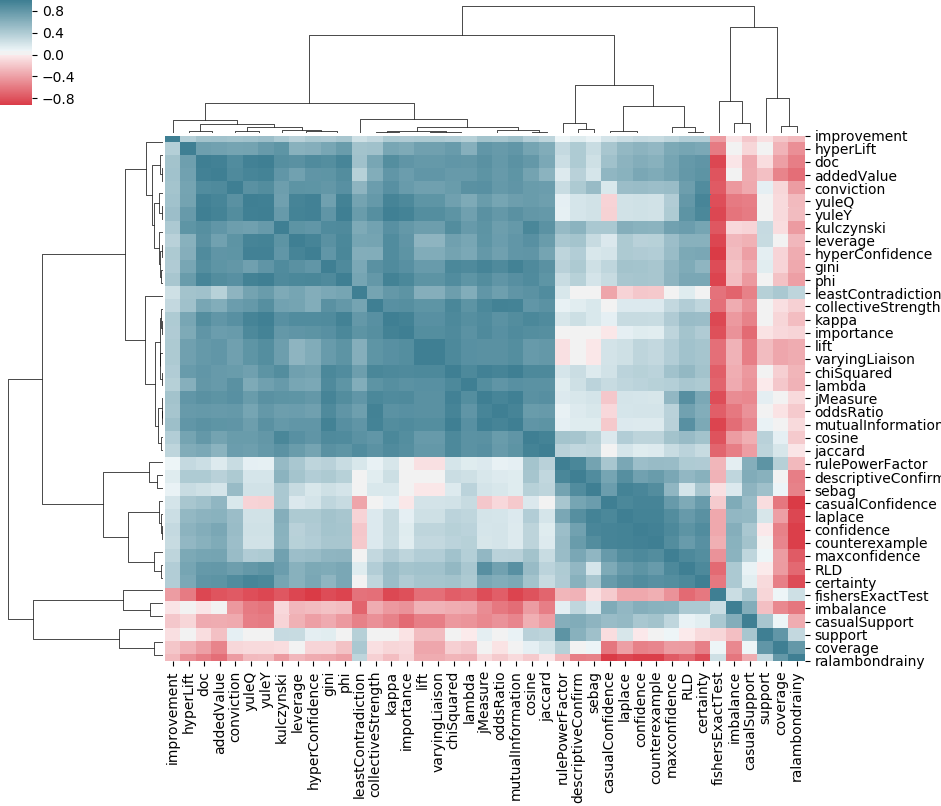 0.8
0.4
0.0
−0.4
−0.8
improvement
hyperLift
doc
addedValue
conviction
yuleQ
yuleY
kulczynski
leverage
hyperConfidence
gini
phi
leastContradiction
collectiveStrength
kappa
importance
lift
varyingLiaison
chiSquared
lambda
jMeasure
oddsRatio
mutualInformation
cosine
jaccard
rulePowerFactor
descriptiveConfirm
sebag
casualConfidence
laplace
confidence
counterexample
maxconfidence
RLD
certainty
fishersExactTest
imbalance
casualSupport
support
coverage
ralambondrainy
improvement
hyperLift
doc
addedValue
conviction
yuleQ
yuleY
kulczynski
leverage
hyperConfidence
gini
phi
leastContradiction
collectiveStrength
kappa
importance
lift
varyingLiaison
chiSquared
lambda
jMeasure
oddsRatio
mutualInformation
cosine
jaccard
rulePowerFactor
descriptiveConfirm
sebag
casualConfidence
laplace
confidence
counterexample
maxconfidence
RLD
certainty
fishersExactTest
imbalance
casualSupport
support
coverage
ralambondrainy